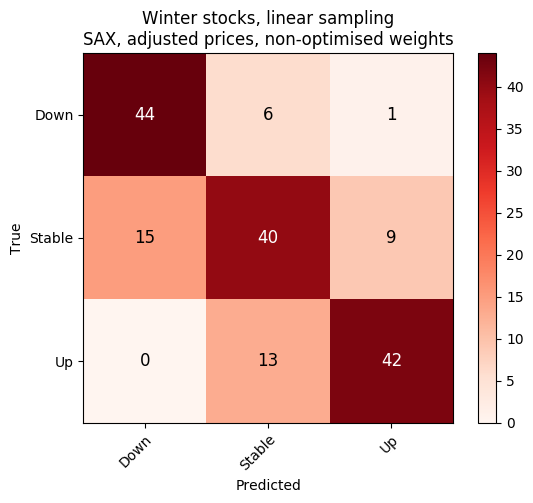 Winter stocks, linear sampling
SAX, adjusted prices, non-optimised weights
Down 44 6 1
Stable 15 40 9
Up 0 13 42
Down Stable Up
Predicted
True
40
35
30
25
20
15
10
5
0